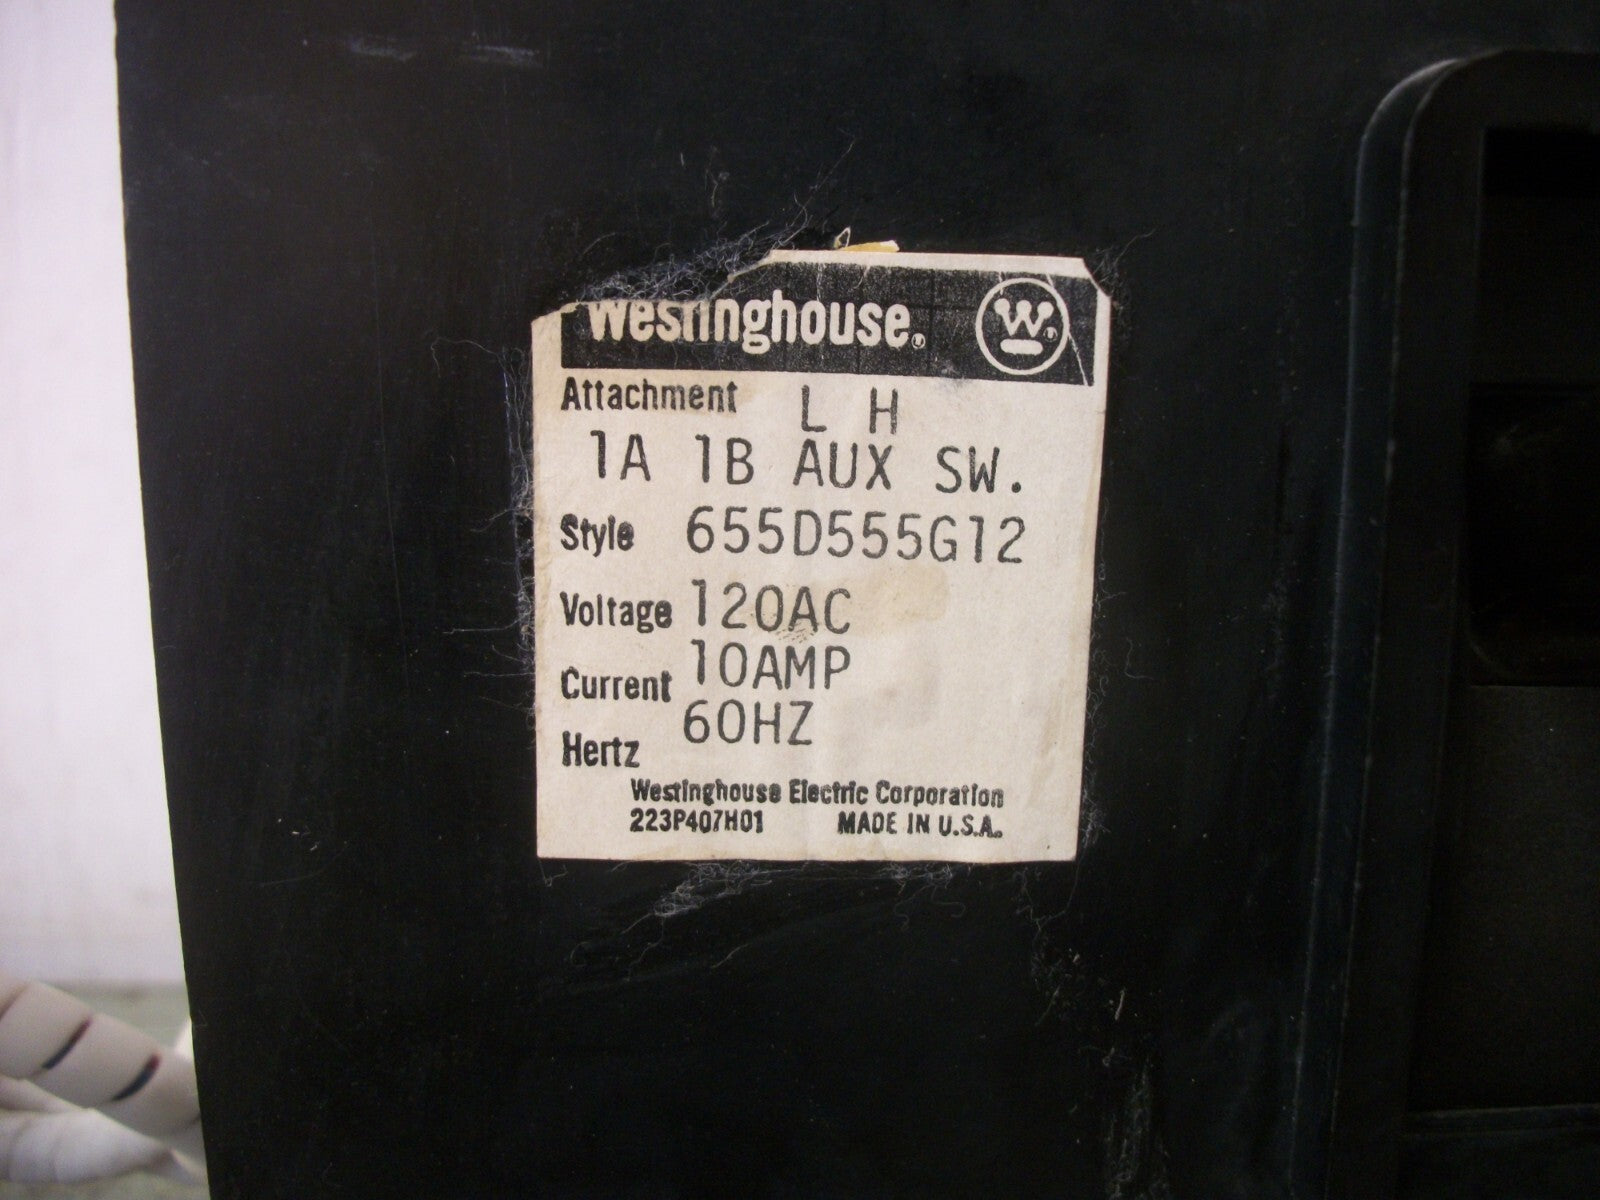 Westinghouse
W
Attachment L H
1A 1B AUX SW.
Style 655D555G12
Voltage 120AC
Current 10AMP
Hertz 60HZ
Westinghouse Electric Corporation
223P407H01 MADE IN U.S.A.